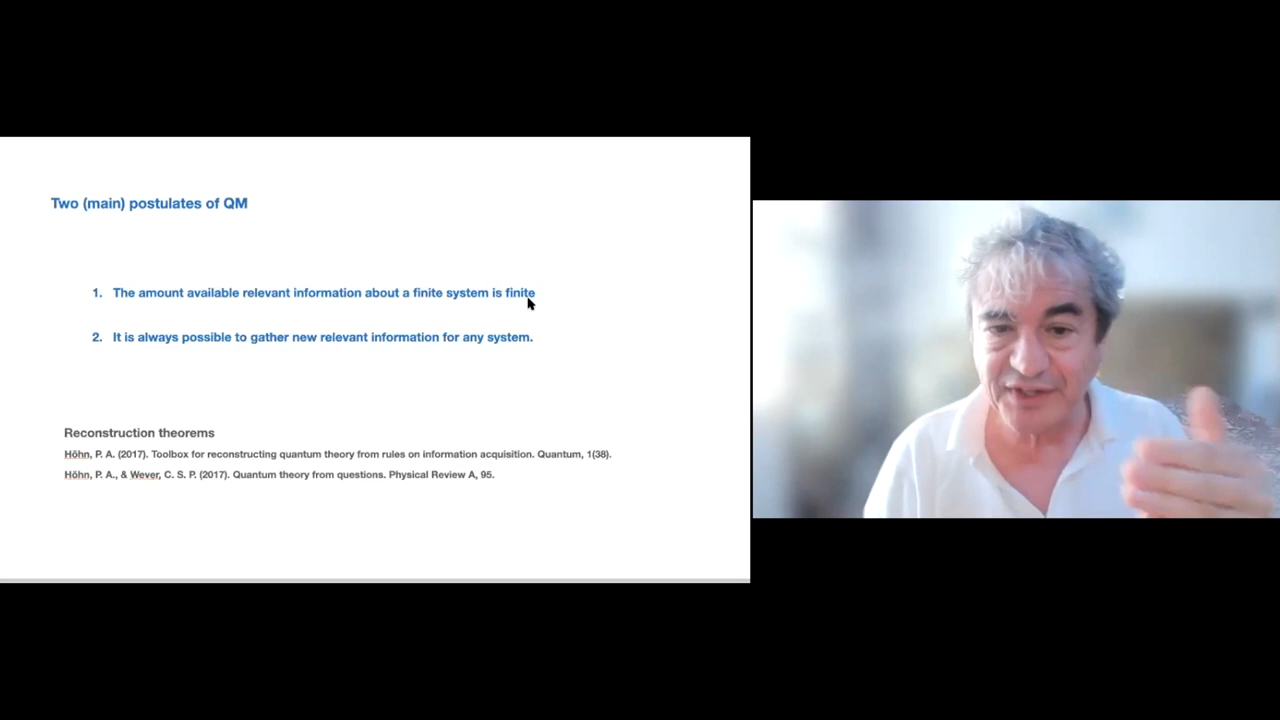 Two (main) postulates of QM
1. The amount available relevant information about a finite system is finite
2. It is always possible to gather new relevant information for any system.
Reconstruction theorems
Höhn, P. A. (2017). Toolbox for reconstructing quantum theory from rules on information acquisition. Quantum, 1(38).
Höhn, P. A., & Wever, C. S. P. (2017). Quantum theory from questions. Physical Review A, 95.